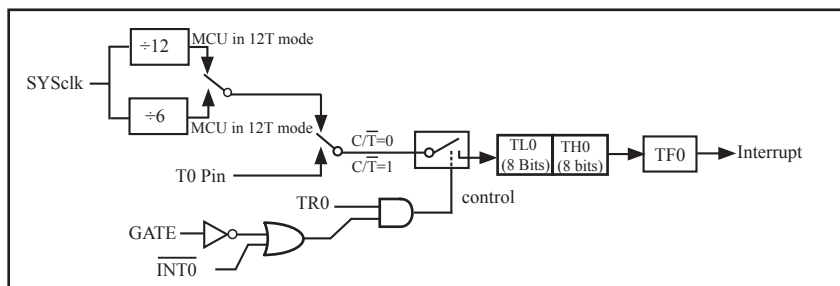 ÷12
MCU in 12T mode
SYSclk
÷6
MCU in 12T mode
C/T̅=0
C/T̅=1
T0 Pin
TL0
(8 Bits)
TH0
(8 bits)
TF0
Interrupt
control
TR0
GATE
I̅N̅T̅0̅